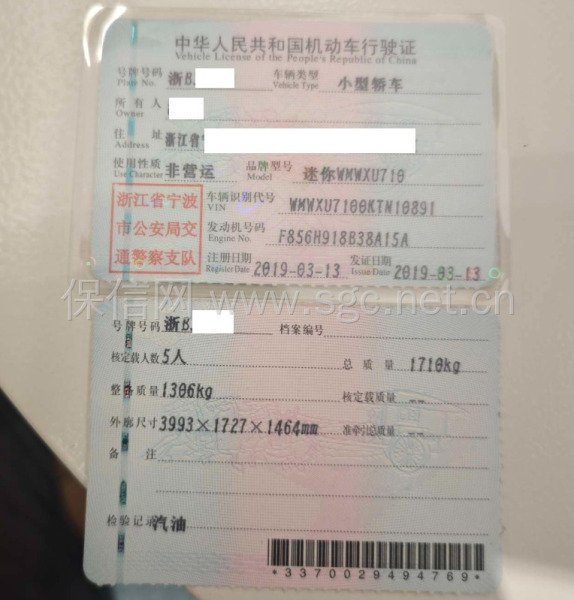 中华人民共和国机动车行驶证
Vehicle License of the People's Republic of China
号牌号码 浙B. 车辆类型 小型轿车
Plate No. Vehicle Type
所有人
Owner
住址 浙江省宁
Address
使用性质 非营运 品牌型号 迷你WMWXU710
Use Character Model
浙江省宁波
市公安局交
通警察支队
车辆识别代号 WMWXU7100KTN10891
VIN
发动机号码 F856H918B38A15A
Engine No.
注册日期 2019-03-13 发证日期 2019-03-13
Register Date Issue Date
保信网 www.sgc.net.cn
号牌号码 浙B. 档案编号
核定载人数 5人 总质量 1710kg
整备质量 1306kg 核定载质量 --
外廓尺寸 3993×1727×1464mm 准牵引总质量 --
备注
检验记录 汽油
*3370029494769*